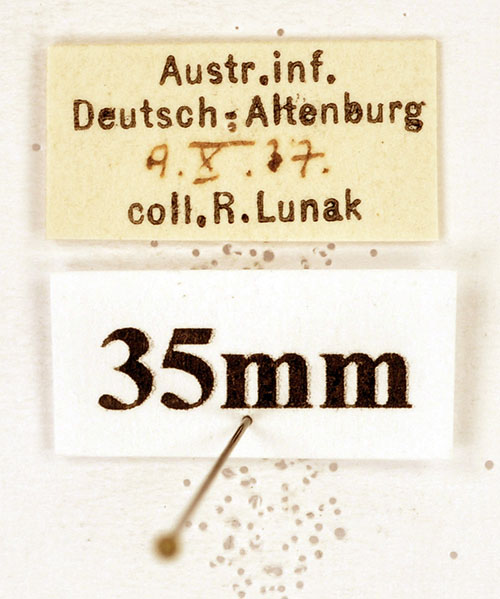 Austr.inf.
Deutsch-Altenburg
9.X.37.
coll.R.Lunak
35mm